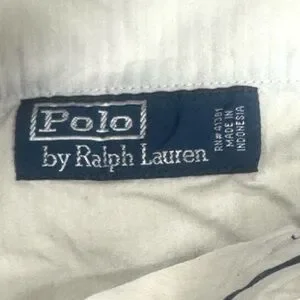 Polo
by Ralph Lauren
RN# 41381
MADE IN
INDONESIA